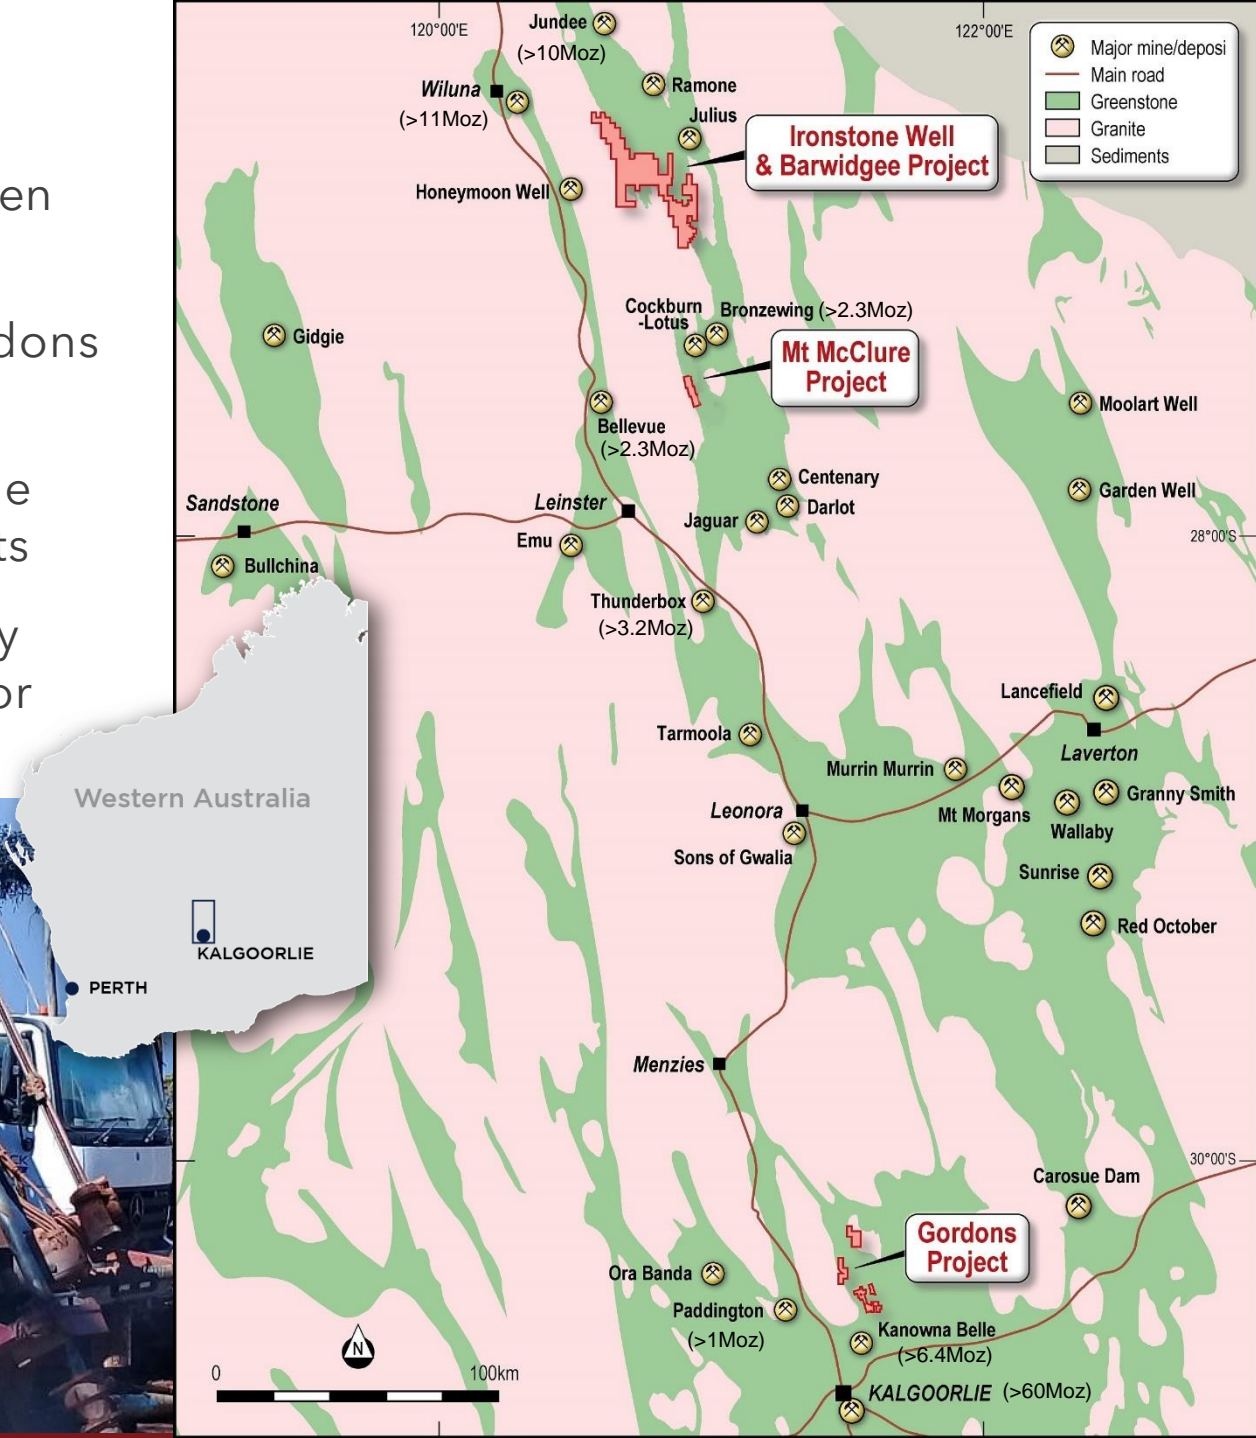 en
dons
e
ts
y
or
120°00'E
122°00'E
Jundee
(>10Moz)
Wiluna
(>11Moz)
Ramone
Julius
Honeymoon Well
Ironstone Well
& Barwidgee Project
Major mine/deposi
Main road
Greenstone
Granite
Sediments
Gidgie
Cockburn
-Lotus
Bronzewing (>2.3Moz)
Mt McClure
Project
Bellevue
(>2.3Moz)
Moolart Well
Centenary
Darlot
Jaguar
Garden Well
Sandstone
Leinster
Emu
Bullchina
28°00'S
Thunderbox
(>3.2Moz)
Lancefield
Laverton
Tarmoola
Murrin Murrin
Mt Morgans
Granny Smith
Wallaby
Leonora
Sons of Gwalia
Sunrise
Red October
Western Australia
KALGOORLIE
PERTH
Menzies
30°00'S
Carosue Dam
Gordons
Project
Ora Banda
Paddington
(>1Moz)
Kanowna Belle
(>6.4Moz)
KALGOORLIE (>60Moz)
N
0 100km